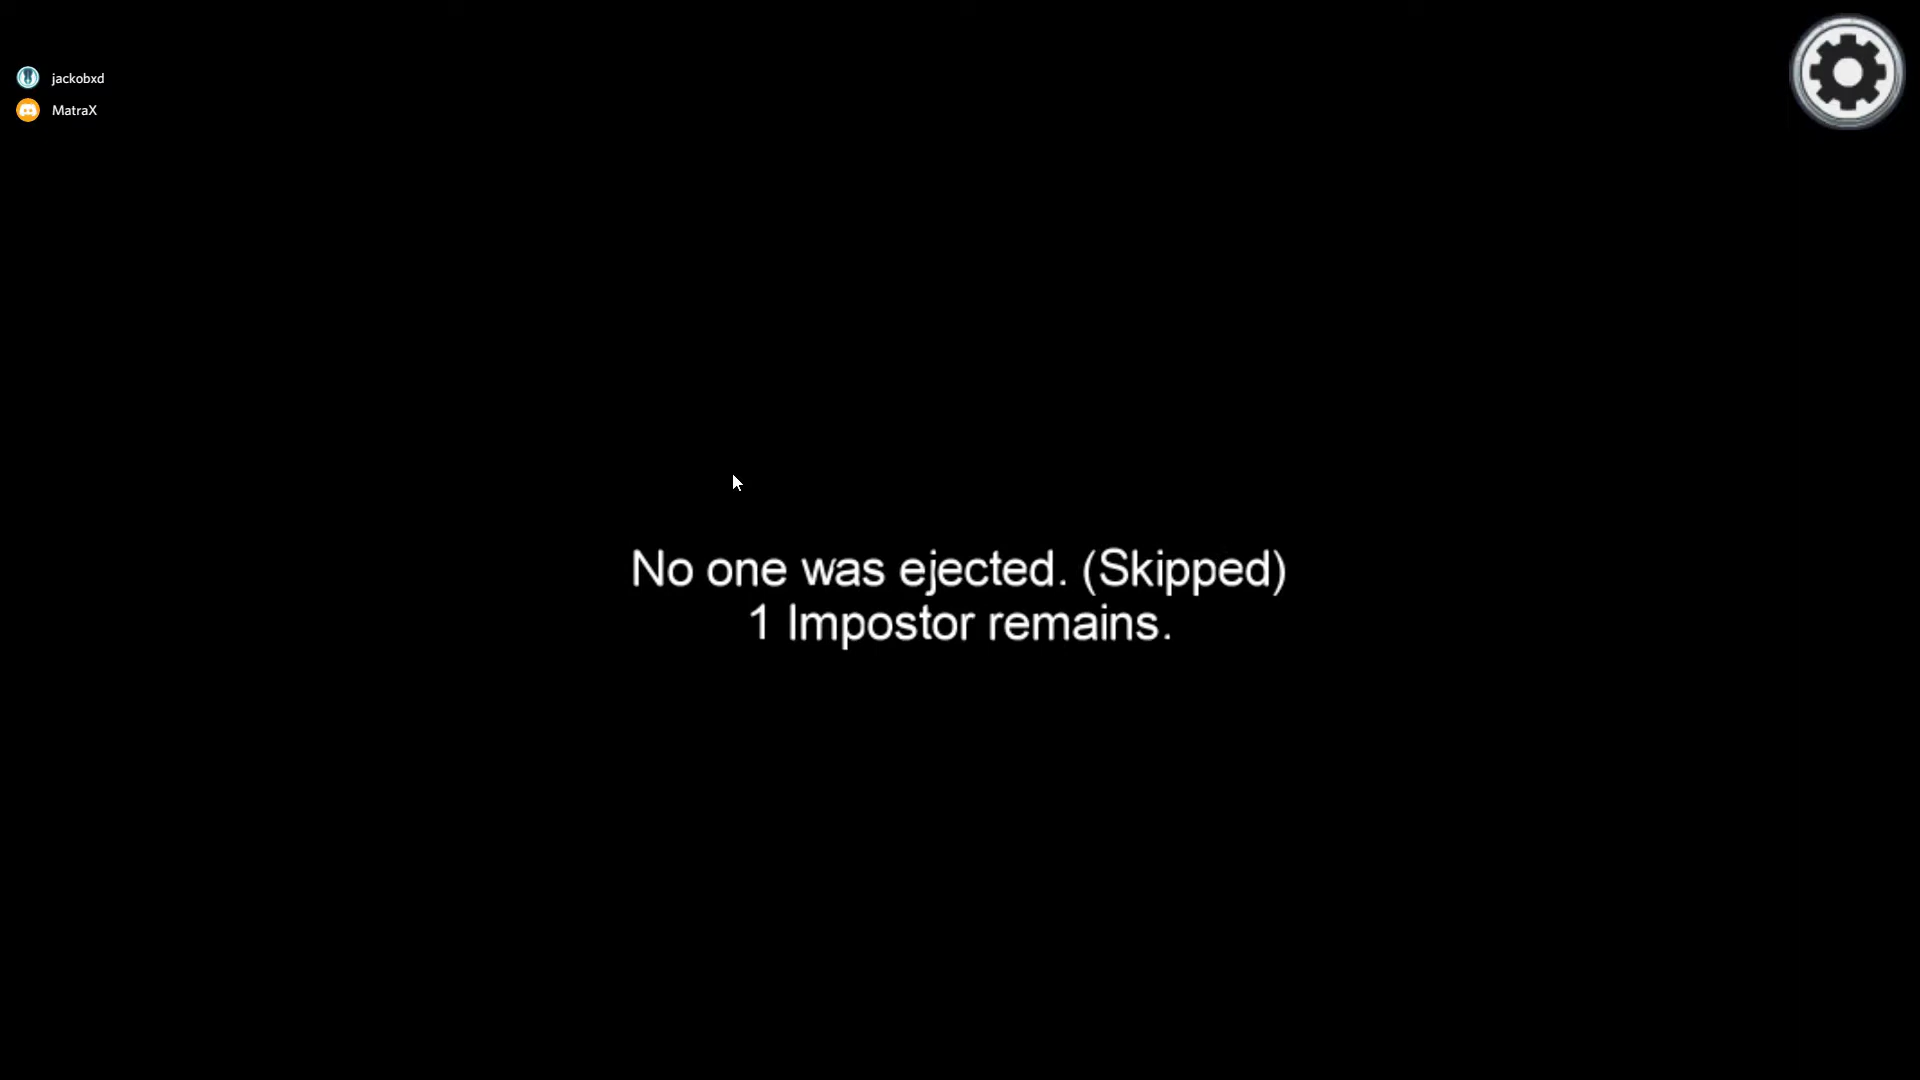 jackobxd
MatraX
No one was ejected. (Skipped)
1 Impostor remains.